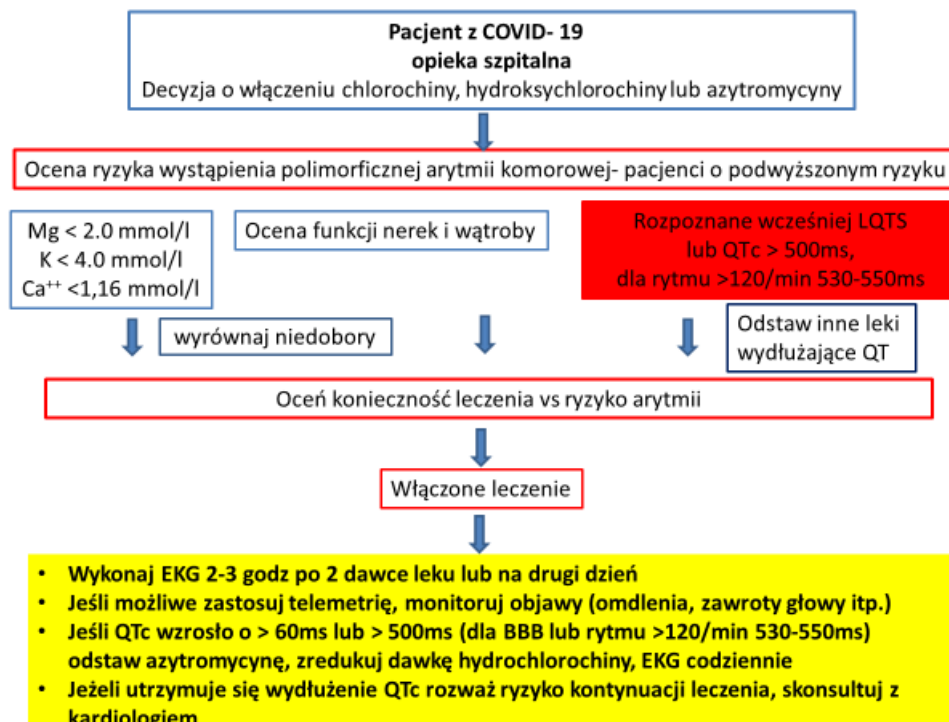 Pacjent z COVID- 19
opieka szpitalna
Decyzja o włączeniu chlorochiny, hydroksychlorochiny lub azytromycyny
Ocena ryzyka wystąpienia polimorficznej arytmii komorowej- pacjenci o podwyższonym ryzyku
Mg < 2.0 mmol/l
K < 4.0 mmol/l
Ca⁺⁺ <1,16 mmol/l
Ocena funkcji nerek i wątroby
Rozpoznane wcześniej LQTS
lub QTc > 500ms,
dla rytmu >120/min 530-550ms
wyrównaj niedobory
Odstaw inne leki
wydłużające QT
Oceń konieczność leczenia vs ryzyko arytmii
Włączone leczenie
• Wykonaj EKG 2-3 godz po 2 dawce leku lub na drugi dzień
• Jeśli możliwe zastosuj telemetrię, monitoruj objawy (omdlenia, zawroty głowy itp.)
• Jeśli QTc wzrosło o > 60ms lub > 500ms (dla BBB lub rytmu >120/min 530-550ms)
odstaw azytromycynę, zredukuj dawkę hydrochlorochiny, EKG codziennie
• Jeżeli utrzymuje się wydłużenie QTc rozważ ryzyko kontynuacji leczenia, skonsultuj z
kardiologiem